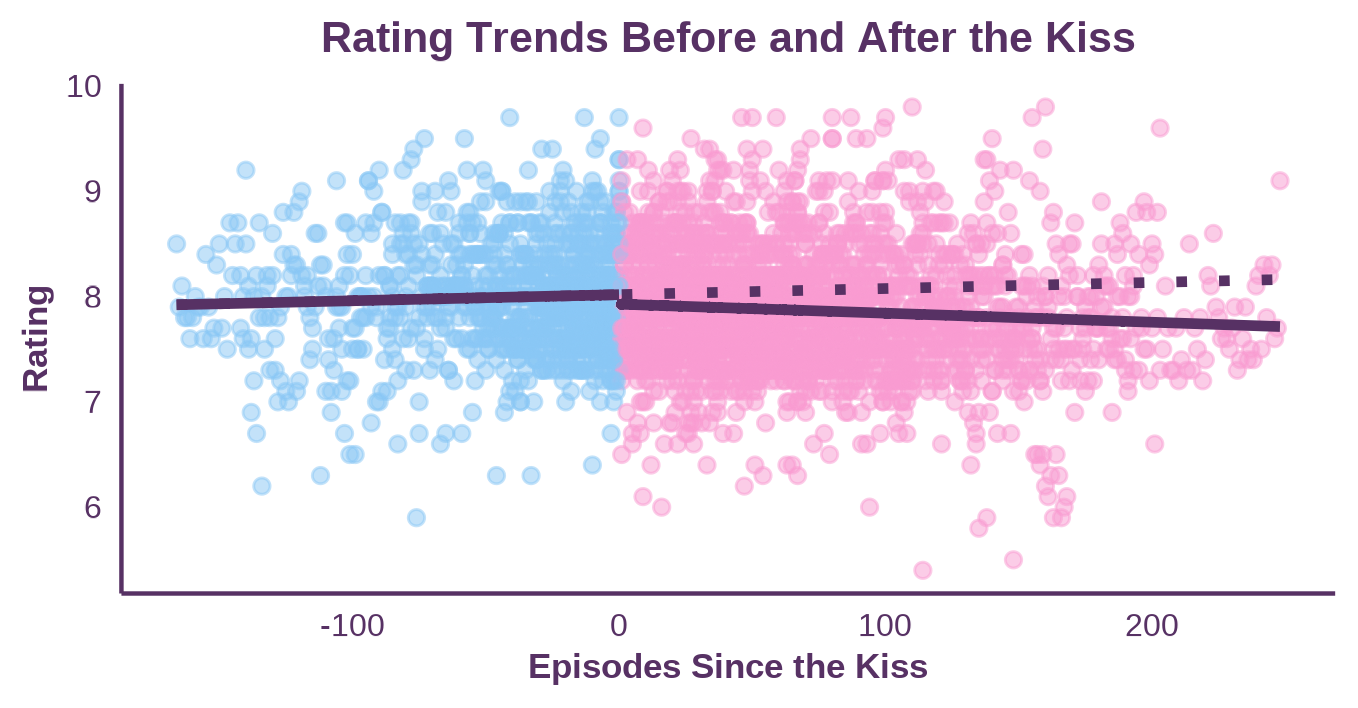 Rating Trends Before and After the Kiss
10
9
8
7
6
Rating
-100 0 100 200
Episodes Since the Kiss